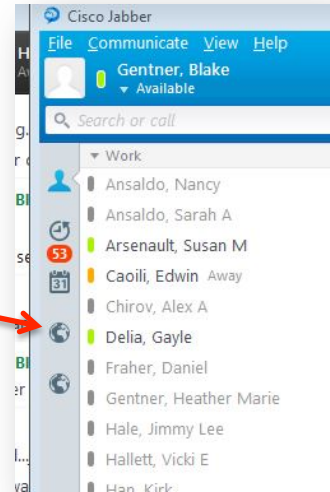 Cisco Jabber
File Communicate View Help
Gentner, Blake
Available
Search or call
Work
Ansaldo, Nancy
Ansaldo, Sarah A
Arsenault, Susan M
53
31
Caoili, Edwin Away
Chirov, Alex A
Delia, Gayle
Fraher, Daniel
Gentner, Heather Marie
Hale, Jimmy Lee
Hallett, Vicki E
Han, Kirk